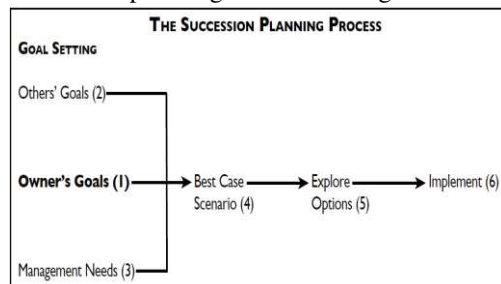 THE SUCCESSION PLANNING PROCESS
GOAL SETTING
Others' Goals (2)
Owner's Goals (1)
Best Case
Scenario (4)
Explore
Options (5)
Implement (6)
Management Needs (3)